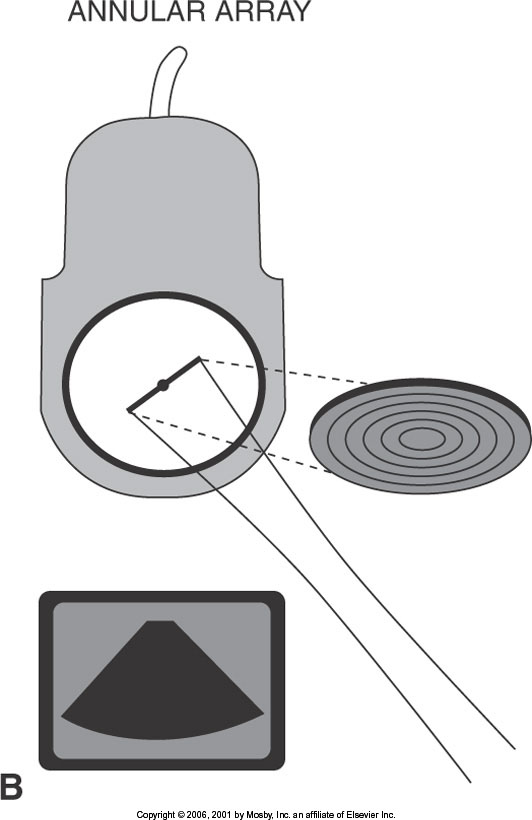 ANNULAR ARRAY
B
Copyright © 2006, 2001 by Mosby, Inc. an affiliate of Elsevier Inc.